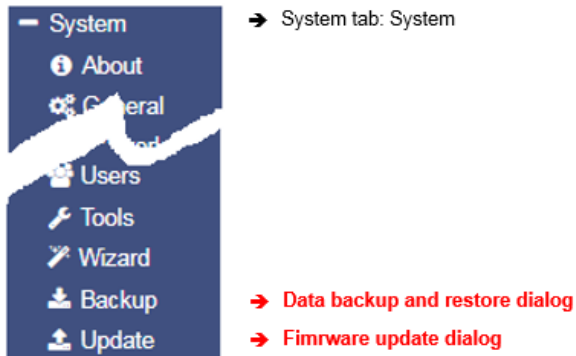 System ➔ System tab: System
About
General
Users
Tools
Wizard
Backup ➔ Data backup and restore dialog
Update ➔ Fimrware update dialog